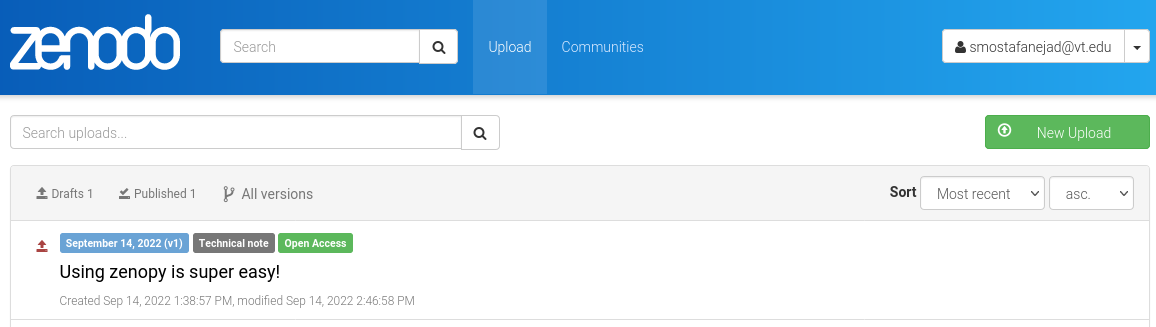 zenodo Search Upload Communities smostafanejad@vt.edu
Search uploads... New Upload
Drafts 1 Published 1 All versions Sort Most recent asc.
September 14, 2022 (v1) Technical note Open Access
Using zenopy is super easy!
Created Sep 14, 2022 1:38:57 PM, modified Sep 14, 2022 2:46:58 PM